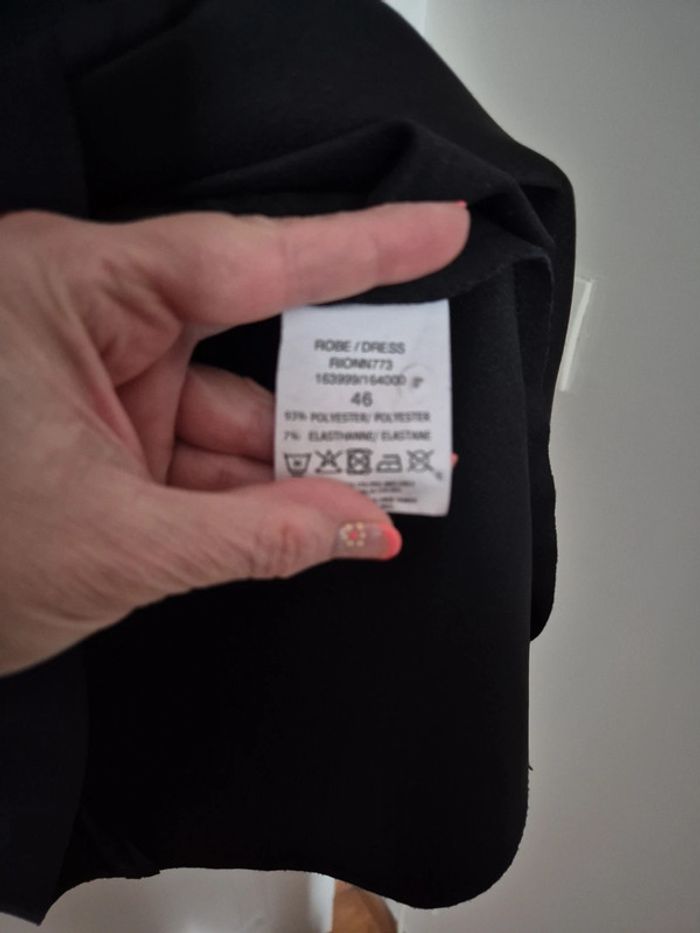 ROBE / DRESS
RIONN773
163999/164000
46
93% POLYESTER/ POLYESTER
7% ELASTHANNE/ ELASTANE